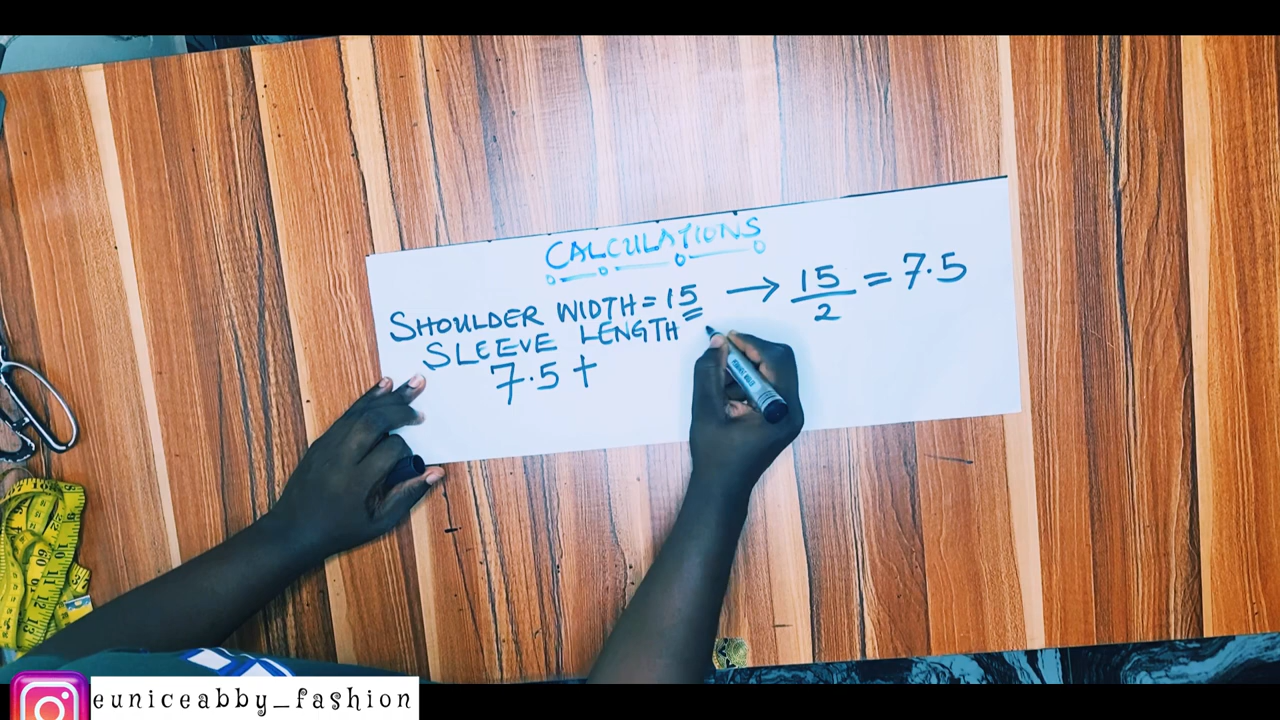 CALCULATIONS
SHOULDER WIDTH = 15 → 15/2 = 7.5
SLEEVE LENGTH
7.5 +
euniceabby_fashion